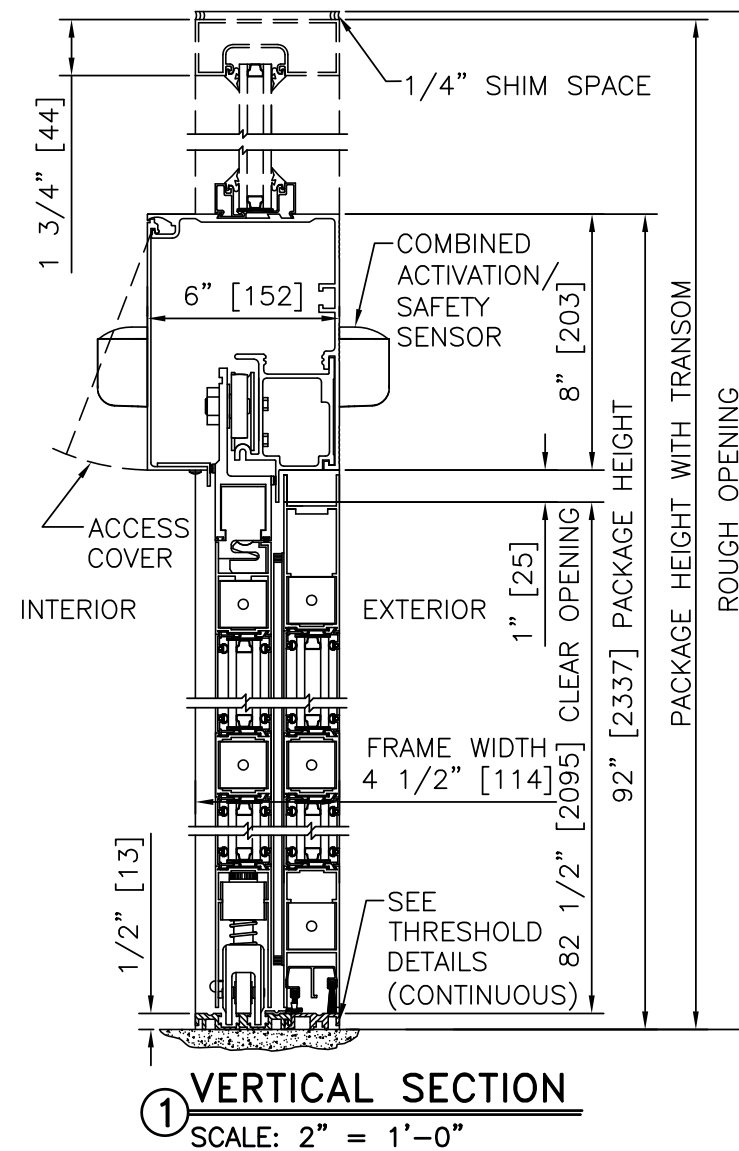 1/4” SHIM SPACE
1 3/4” [44]
COMBINED
ACTIVATION/
SAFETY
SENSOR
6” [152]
8” [203]
ACCESS
COVER
INTERIOR
EXTERIOR
1” [25]
82 1/2” [2095] CLEAR OPENING
92” [2337] PACKAGE HEIGHT
PACKAGE HEIGHT WITH TRANSOM
ROUGH OPENING
FRAME WIDTH
4 1/2” [114]
1/2” [13]
SEE
THRESHOLD
DETAILS
(CONTINUOUS)
1 VERTICAL SECTION
SCALE: 2” = 1’-0”